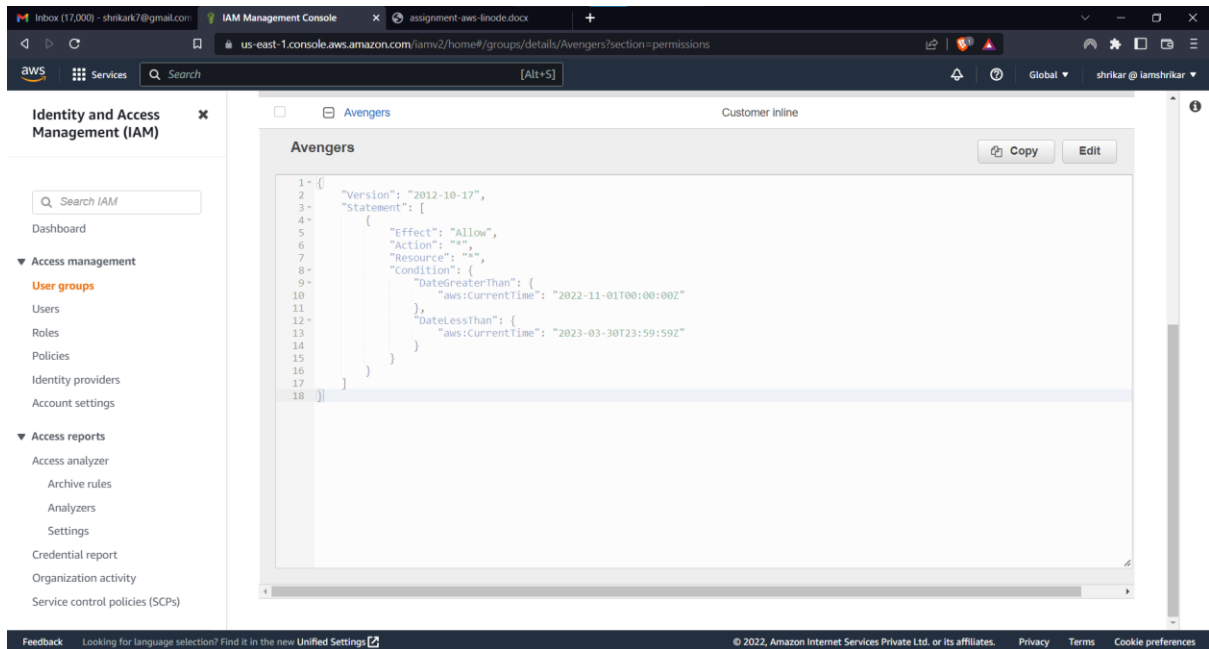 Inbox (17,000) - shrikark7@gmail.com
IAM Management Console
assignment-aws-linode.docx
us-east-1.console.aws.amazon.com/iamv2/home#/groups/details/Avengers?section=permissions
aws Services Search [Alt+S] Global shrikar @ iamshrikar
Identity and Access
Management (IAM)
Search IAM
Dashboard
Access management
User groups
Users
Roles
Policies
Identity providers
Account settings
Access reports
Access analyzer
Archive rules
Analyzers
Settings
Credential report
Organization activity
Service control policies (SCPs)
Avengers Customer inline
Avengers Copy Edit
1 {
2 "Version": "2012-10-17",
3 "Statement": [
4 {
5 "Effect": "Allow",
6 "Action": "*",
7 "Resource": "*",
8 "Condition": {
9 "DateGreaterThan": {
10 "aws:CurrentTime": "2022-11-01T00:00:00Z"
11 },
12 "DateLessThan": {
13 "aws:CurrentTime": "2023-03-30T23:59:59Z"
14 }
15 }
16 }
17 ]
18 }
Feedback Looking for language selection? Find it in the new Unified Settings © 2022, Amazon Internet Services Private Ltd. or its affiliates. Privacy Terms Cookie preferences